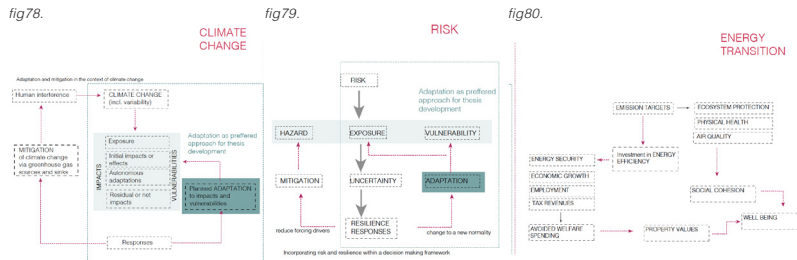 fig78.
CLIMATE
CHANGE
Adaptation and mitigation in the context of climate change
Human interference
CLIMATE CHANGE
(incl. variability)
Adaptation as preffered
approach for thesis
development
MITIGATION
of climate change
via greenhouse gas
sources and sinks
IMPACTS
Exposure
Initial impacts or
effects
Autonomous
adaptations
Residual or net
impacts
VULNERABILITIES
Planned ADAPTATION
to impacts and
vulnerabilities
Responses
fig79.
RISK
RISK
Adaptation as preffered
approach for thesis
development
HAZARD
EXPOSURE
VULNERABILITY
MITIGATION
UNCERTAINTY
ADAPTATION
RESILIENCE
RESPONSES
reduce forcing drivers
change to a new normality
Incorporating risk and resilience within a decision making framework
fig80.
ENERGY
TRANSITION
EMISSION TARGETS
ECOSYSTEM PROTECTION
PHYSICAL HEALTH
AIR QUALITY
Investment in ENERGY
EFFICIENCY
ENERGY SECURITY
ECONOMIC GROWTH
EMPLOYMENT
TAX REVENUES
AVOIDED WELFARE
SPENDING
SOCIAL COHESION
PROPERTY VALUES
WELL BEING